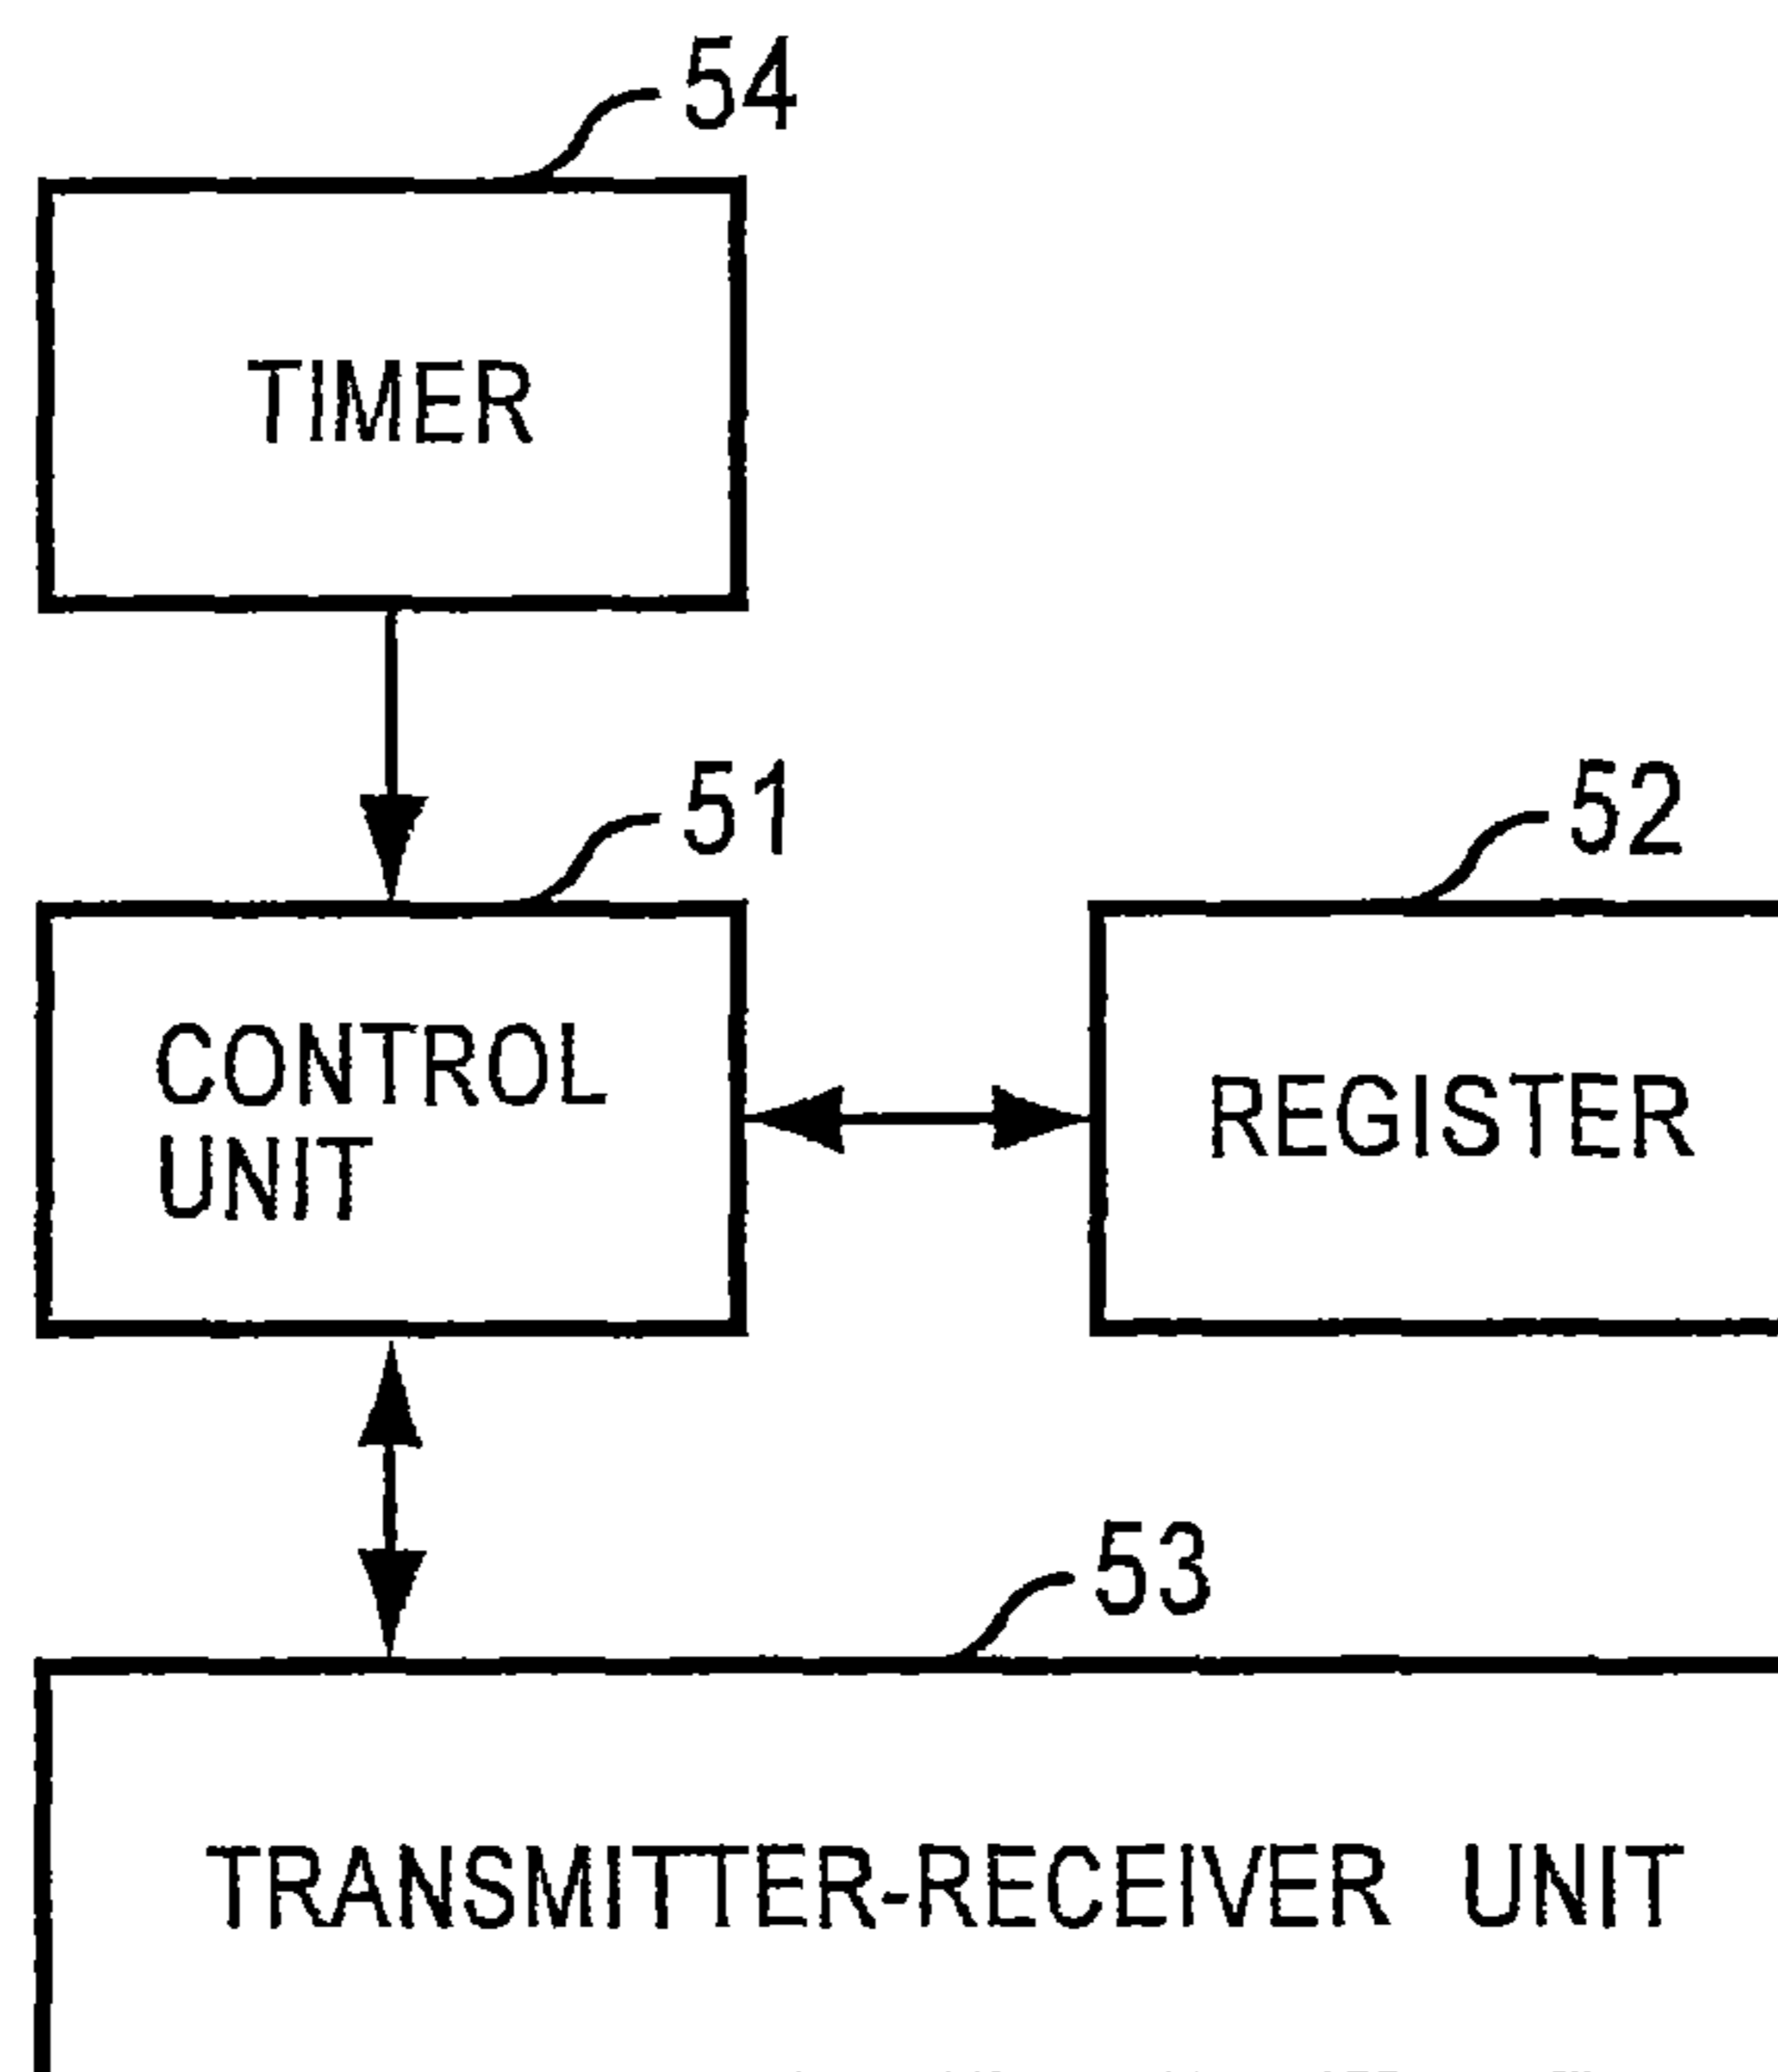 54
TIMER
51
52
CONTROL
UNIT
REGISTER
53
TRANSMITTER-RECEIVER UNIT